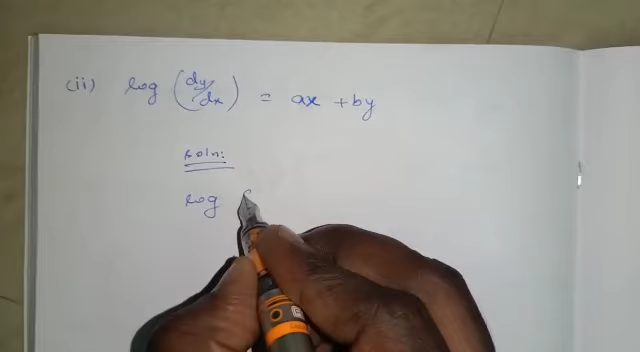 (ii) log (dy/dx) = ax + by
soln:
log (